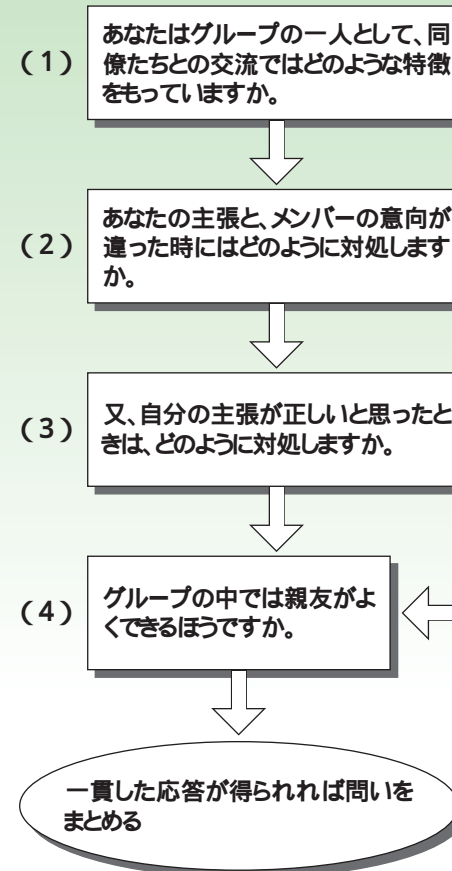 （1）
あなたはグループの一人として、同
僚たちとの交流ではどのような特徴
をもっていますか。
（2）
あなたの主張と、メンバーの意向が
違った時にはどのように対処します
か。
（3）
又、自分の主張が正しいと思ったと
きは、どのように対処しますか。
（4）
グループの中では親友がよ
くできるほうですか。
一貫した応答が得られれば問いを
まとめる